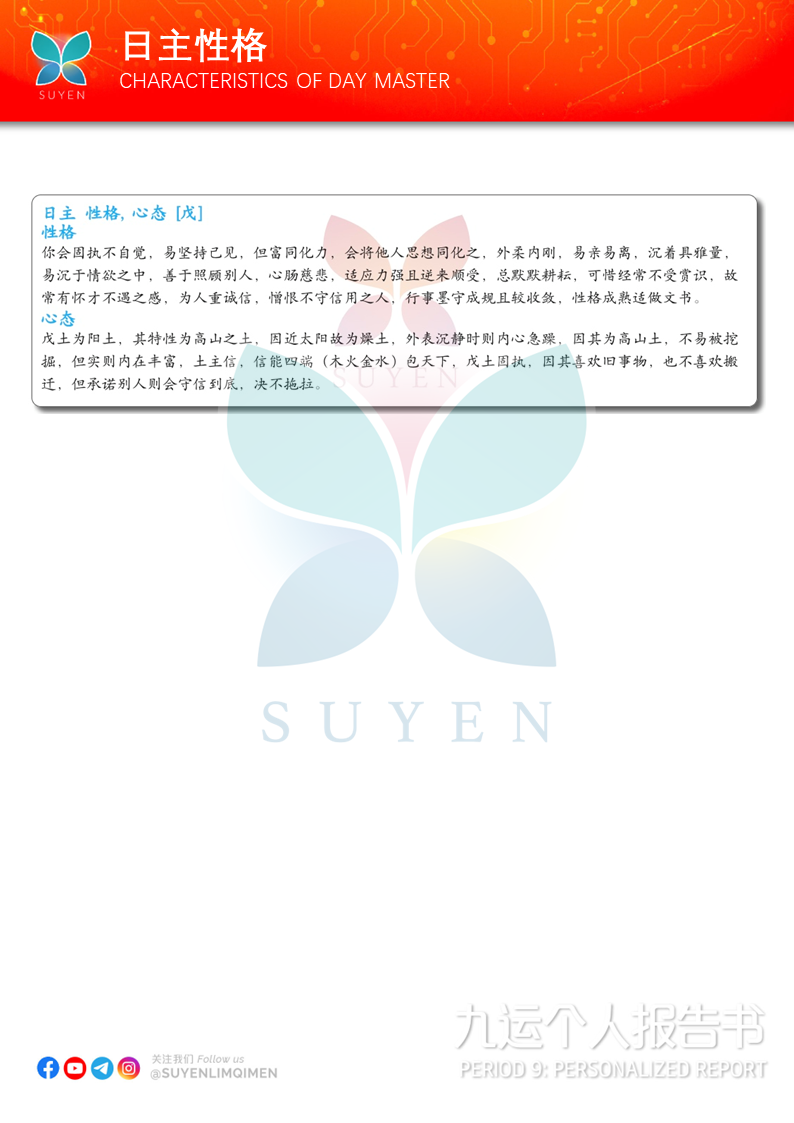 日主性格
CHARACTERISTICS OF DAY MASTER
SUYEN
日主 性格, 心态 [戊]
性格
你会固执不自觉，易坚持己见，但富同化力，会将他人思想同化之，外柔内刚，易亲易离，沉着具雅量，
易沉于情欲之中，善于照顾别人，心肠慈悲，适应力强且逆来顺受，总默默耕耘，可惜经常不受赏识，故
常有怀才不遇之感，为人重诚信，憎恨不守信用之人，行事墨守成规且较收敛，性格成熟适做文书。
心态
戊土为阳土，其特性为高山之土，因近太阳故为燥土，外表沉静时则内心急躁，因其为高山土，不易被挖
掘，但实则内在丰富，土主信，信能四端（木火金水）包天下，戊土固执，因其喜欢旧事物，也不喜欢搬
迁，但承诺别人则会守信到底，决不拖拉。
SUYEN
SUYEN
九运个人报告书
PERIOD 9: PERSONALIZED REPORT
关注我们 Follow us
@SUYENLIMQIMEN